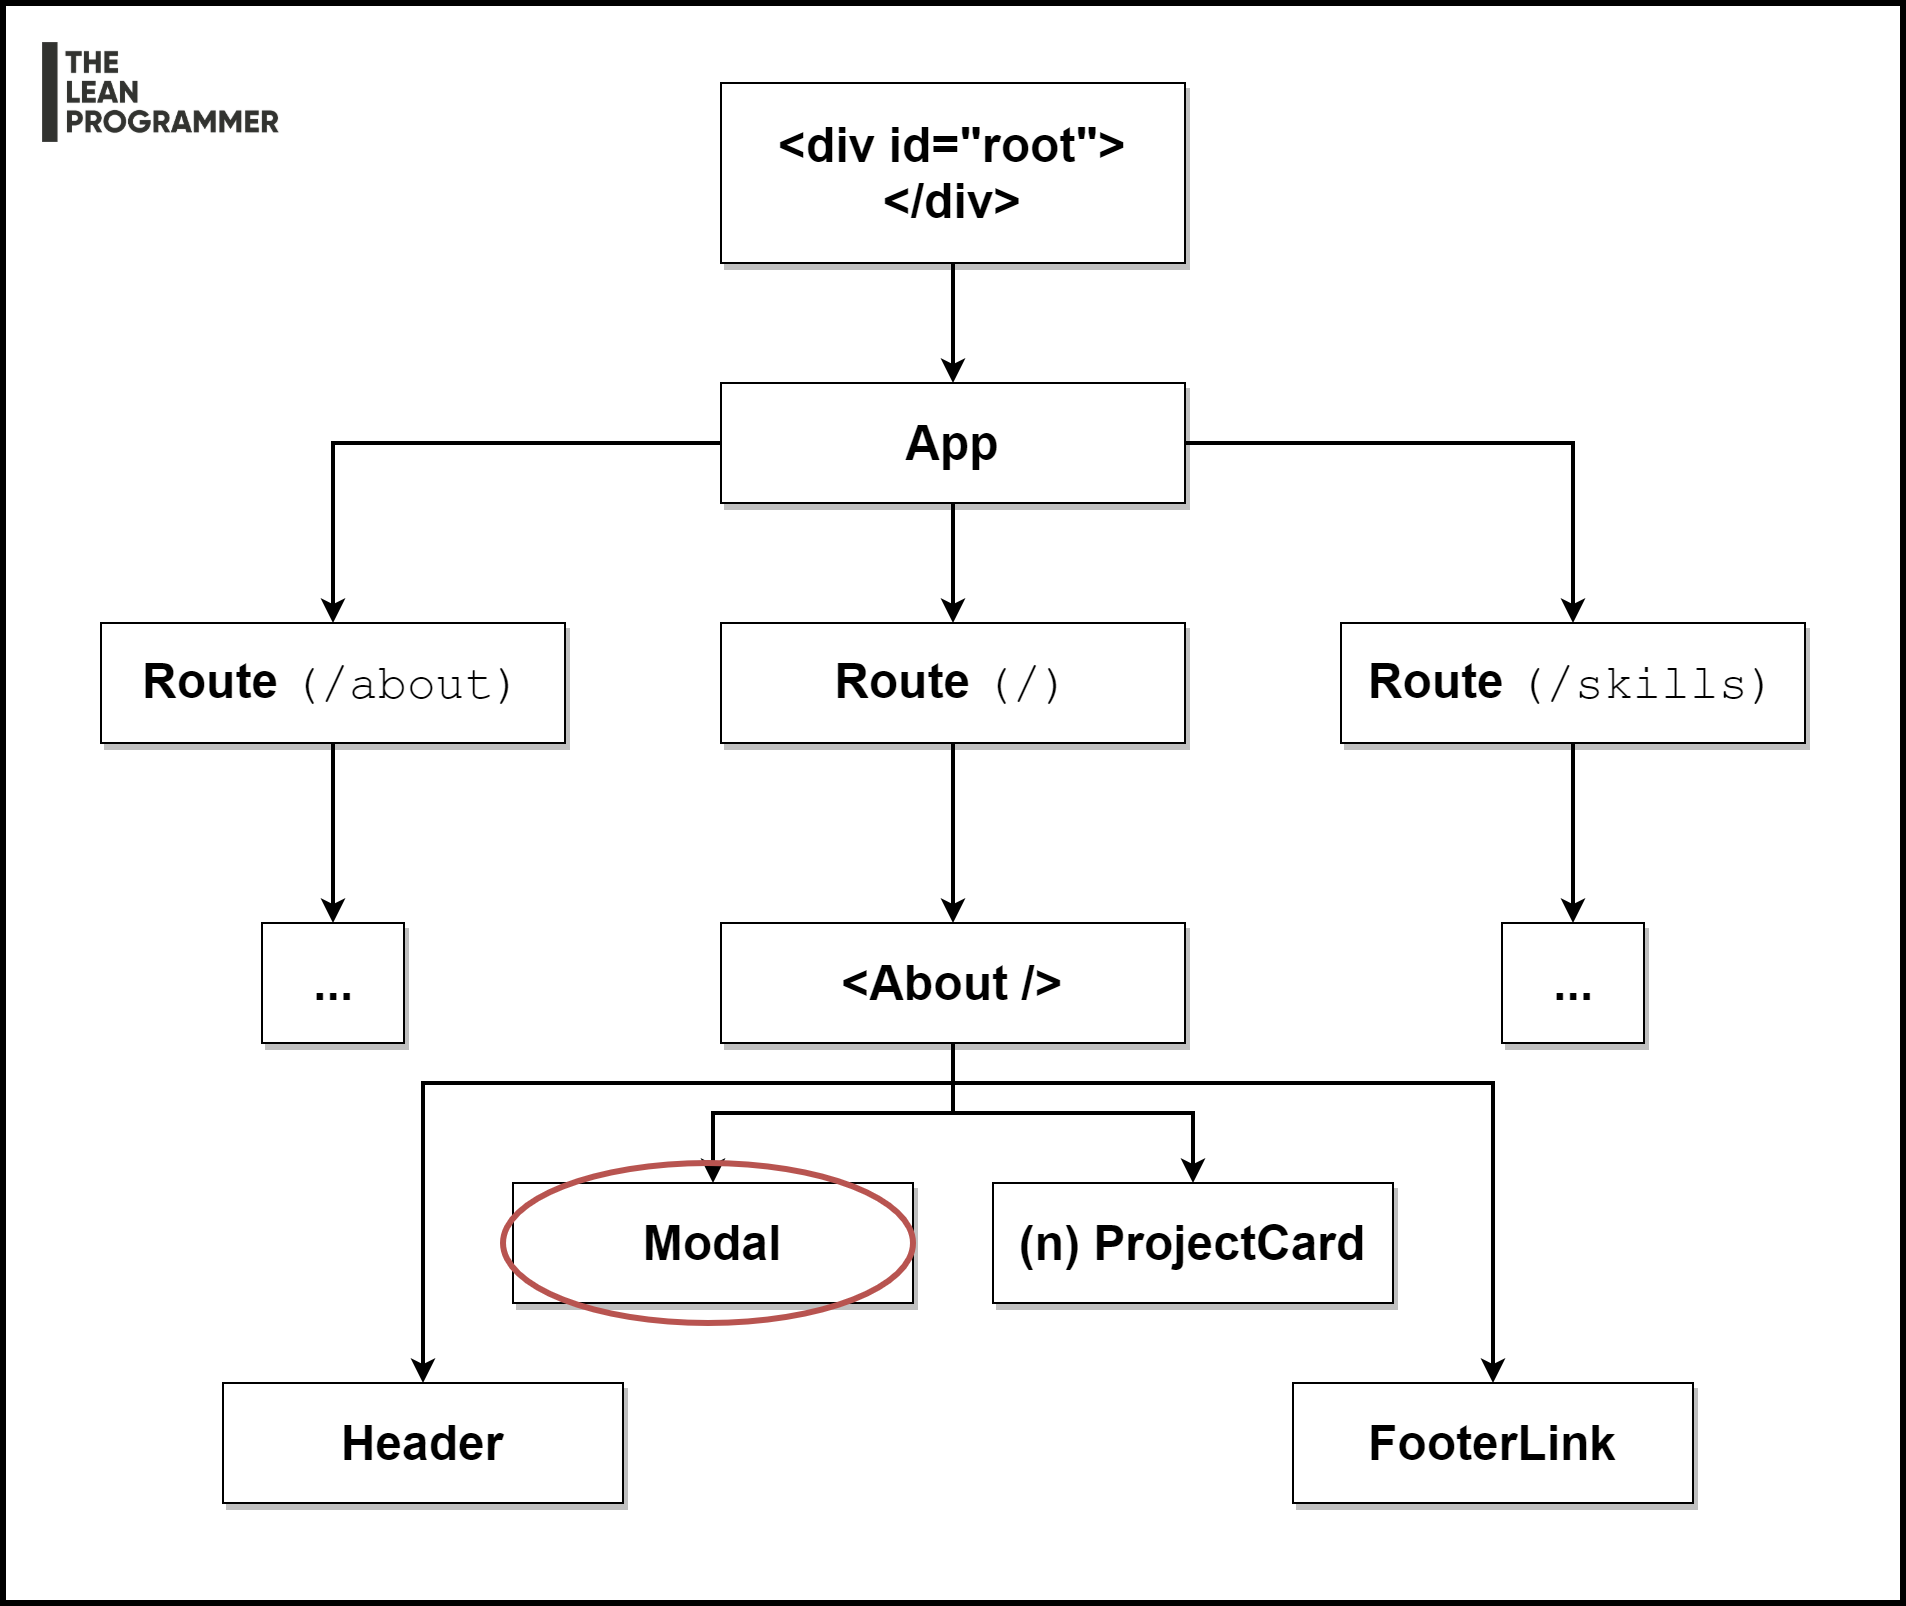 THE
LEAN
PROGRAMMER
<div id="root">
</div>
App
Route (/about)
Route (/)
Route (/skills)
...
<About />
...
Modal
(n) ProjectCard
Header
FooterLink